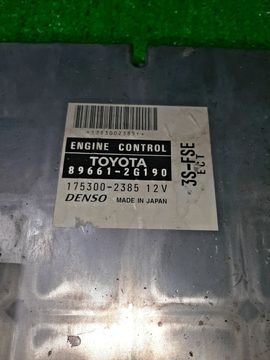 *1753002385*
ENGINE CONTROL
TOYOTA
89661-2G190
175300-2385 12V
DENSO MADE IN JAPAN
3S-FSE
ECT